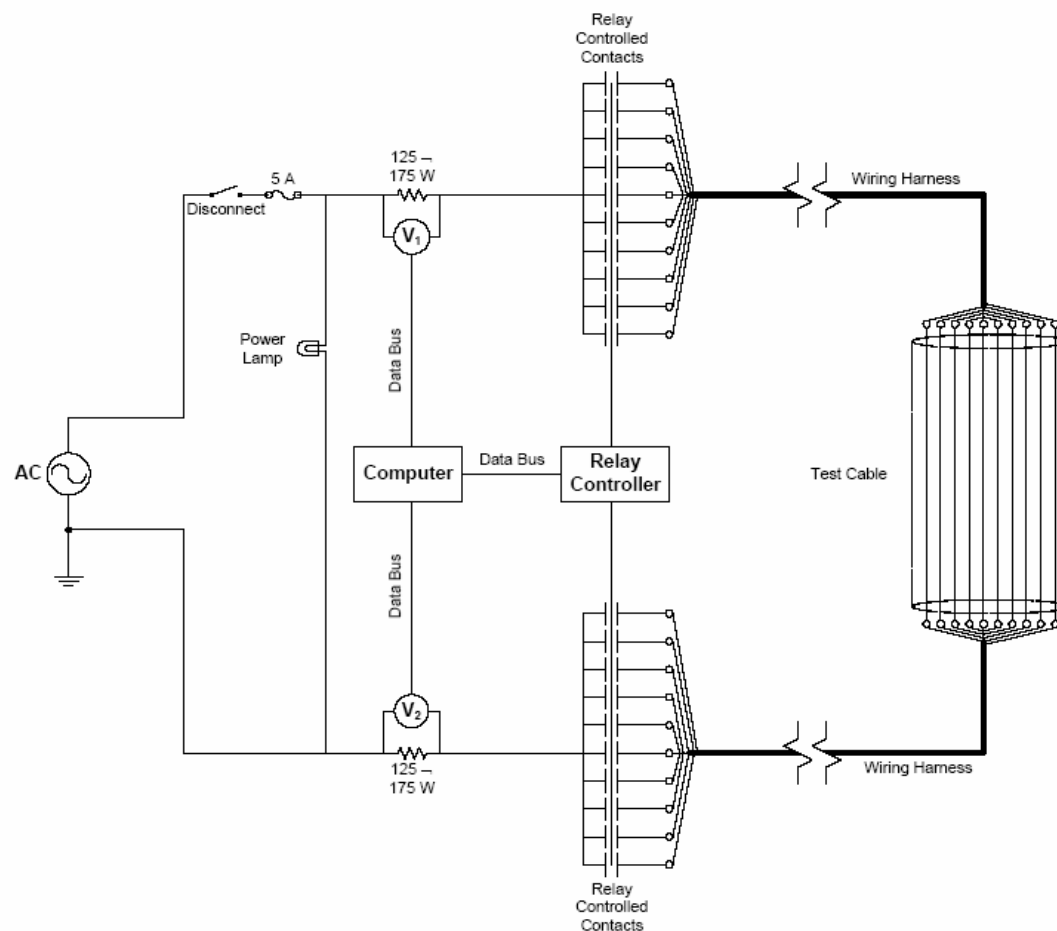 Relay
Controlled
Contacts
125 ¬
175 W
5 A
Disconnect
V1
Wiring Harness
Power
Lamp
Data Bus
AC
Computer
Data Bus
Relay
Controller
Test Cable
Data Bus
V2
125 ¬
175 W
Wiring Harness
Relay
Controlled
Contacts